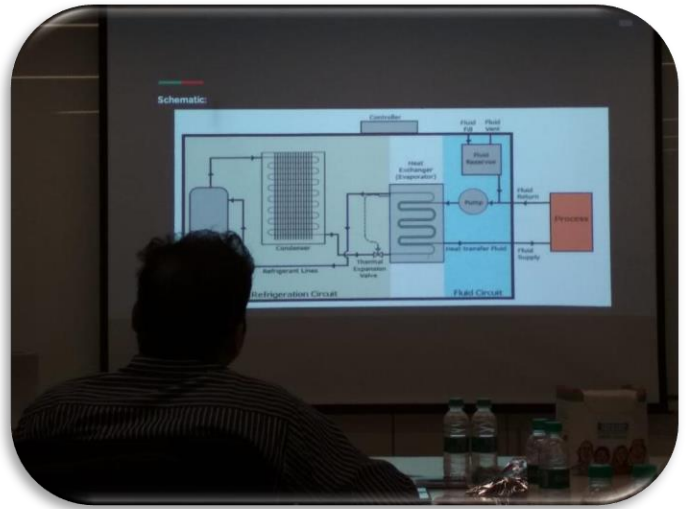 Schematic:
Controller
Fluid
Fill
Fluid
Vent
Fluid
Reservoir
Heat
Exchanger
(Evaporator)
Pump
Fluid
Return
Process
Condenser
Heat transfer Fluid
Fluid
Supply
Thermal
Expansion
Valve
Refrigerant Lines
Refrigeration Circuit
Fluid Circuit